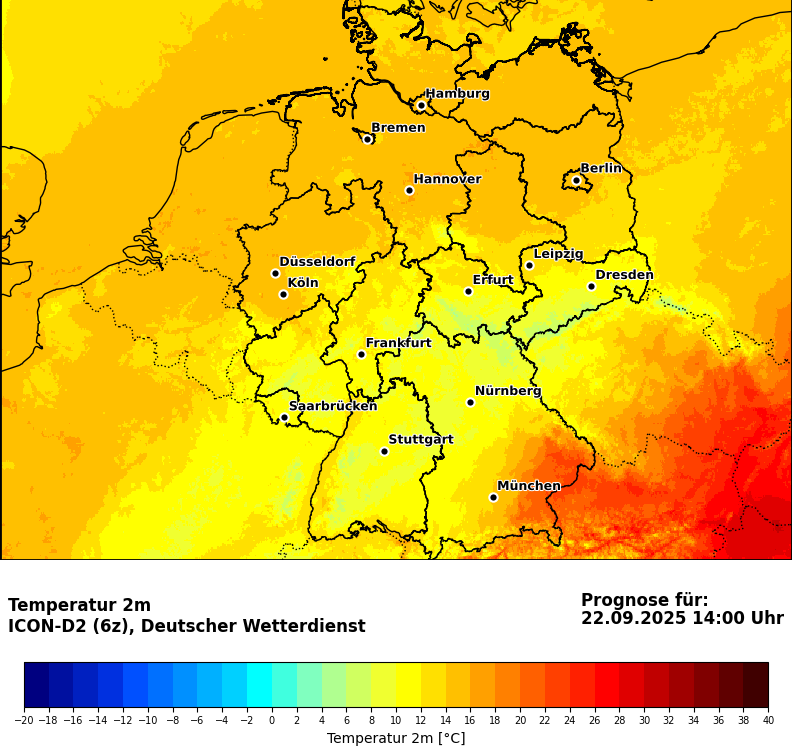 Hamburg
Bremen
Berlin
Hannover
Leipzig
Düsseldorf
Dresden
Köln
Erfurt
Frankfurt
Nürnberg
Saarbrücken
Stuttgart
München
Temperatur 2m
ICON-D2 (6z), Deutscher Wetterdienst
Prognose für:
22.09.2025 14:00 Uhr
−20 −18 −16 −14 −12 −10 −8 −6 −4 −2 0 2 4 6 8 10 12 14 16 18 20 22 24 26 28 30 32 34 36 38 40
Temperatur 2m [°C]